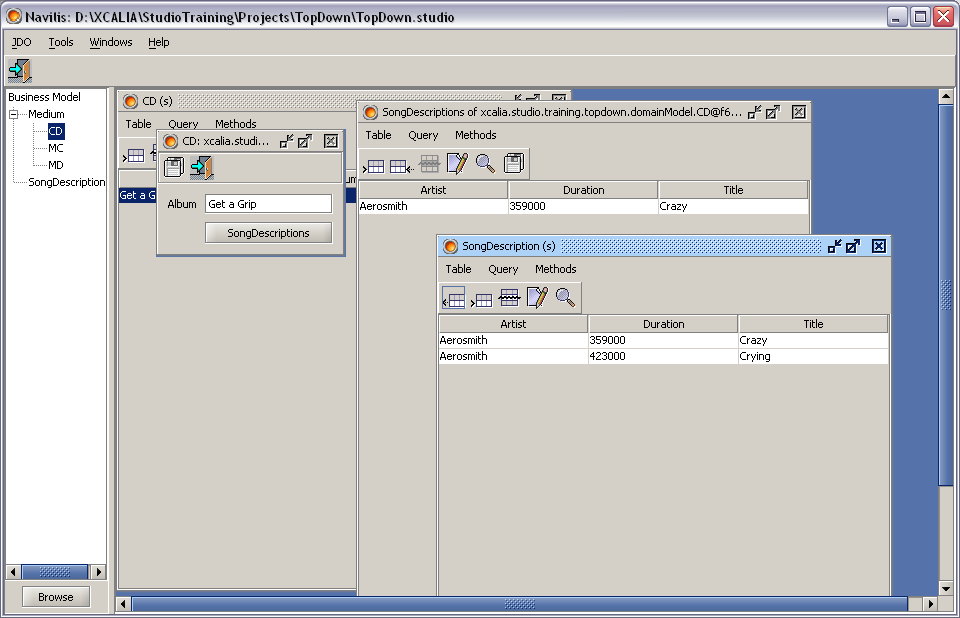 Navilis: D:\XCALIA\StudioTraining\Projects\TopDown\TopDown.studio
JDO Tools Windows Help
Business Model
Medium
CD
MC
MD
SongDescription
Browse
CD (s)
Table Query Methods
Get a G
CD: xcalia.studi...
Album Get a Grip
SongDescriptions
SongDescriptions of xcalia.studio.training.topdown.domainModel.CD@f6...
Table Query Methods
Artist Duration Title
Aerosmith 359000 Crazy
SongDescription (s)
Table Query Methods
Artist Duration Title
Aerosmith 359000 Crazy
Aerosmith 423000 Crying